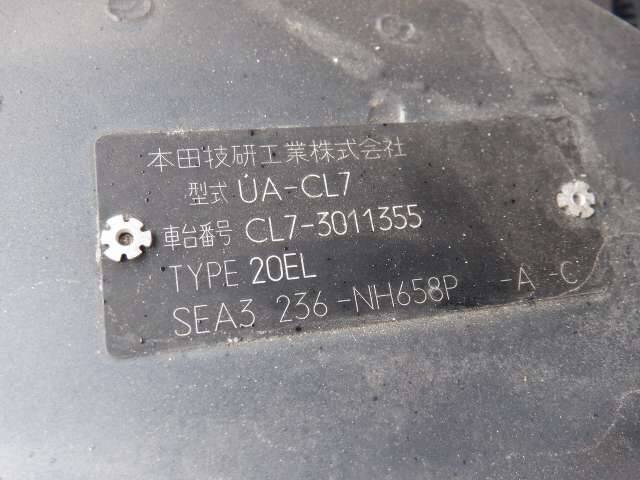 本田技研工業株式会社
型式 UA-CL7
車台番号 CL7-3011355
TYPE 20EL
SEA3 236-NH658P -A -C